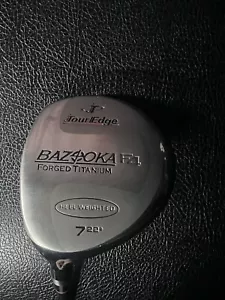 TourEdge
BAZOOKA F1
FORGED TITANIUM
HEEL WEIGHTED
7 22°